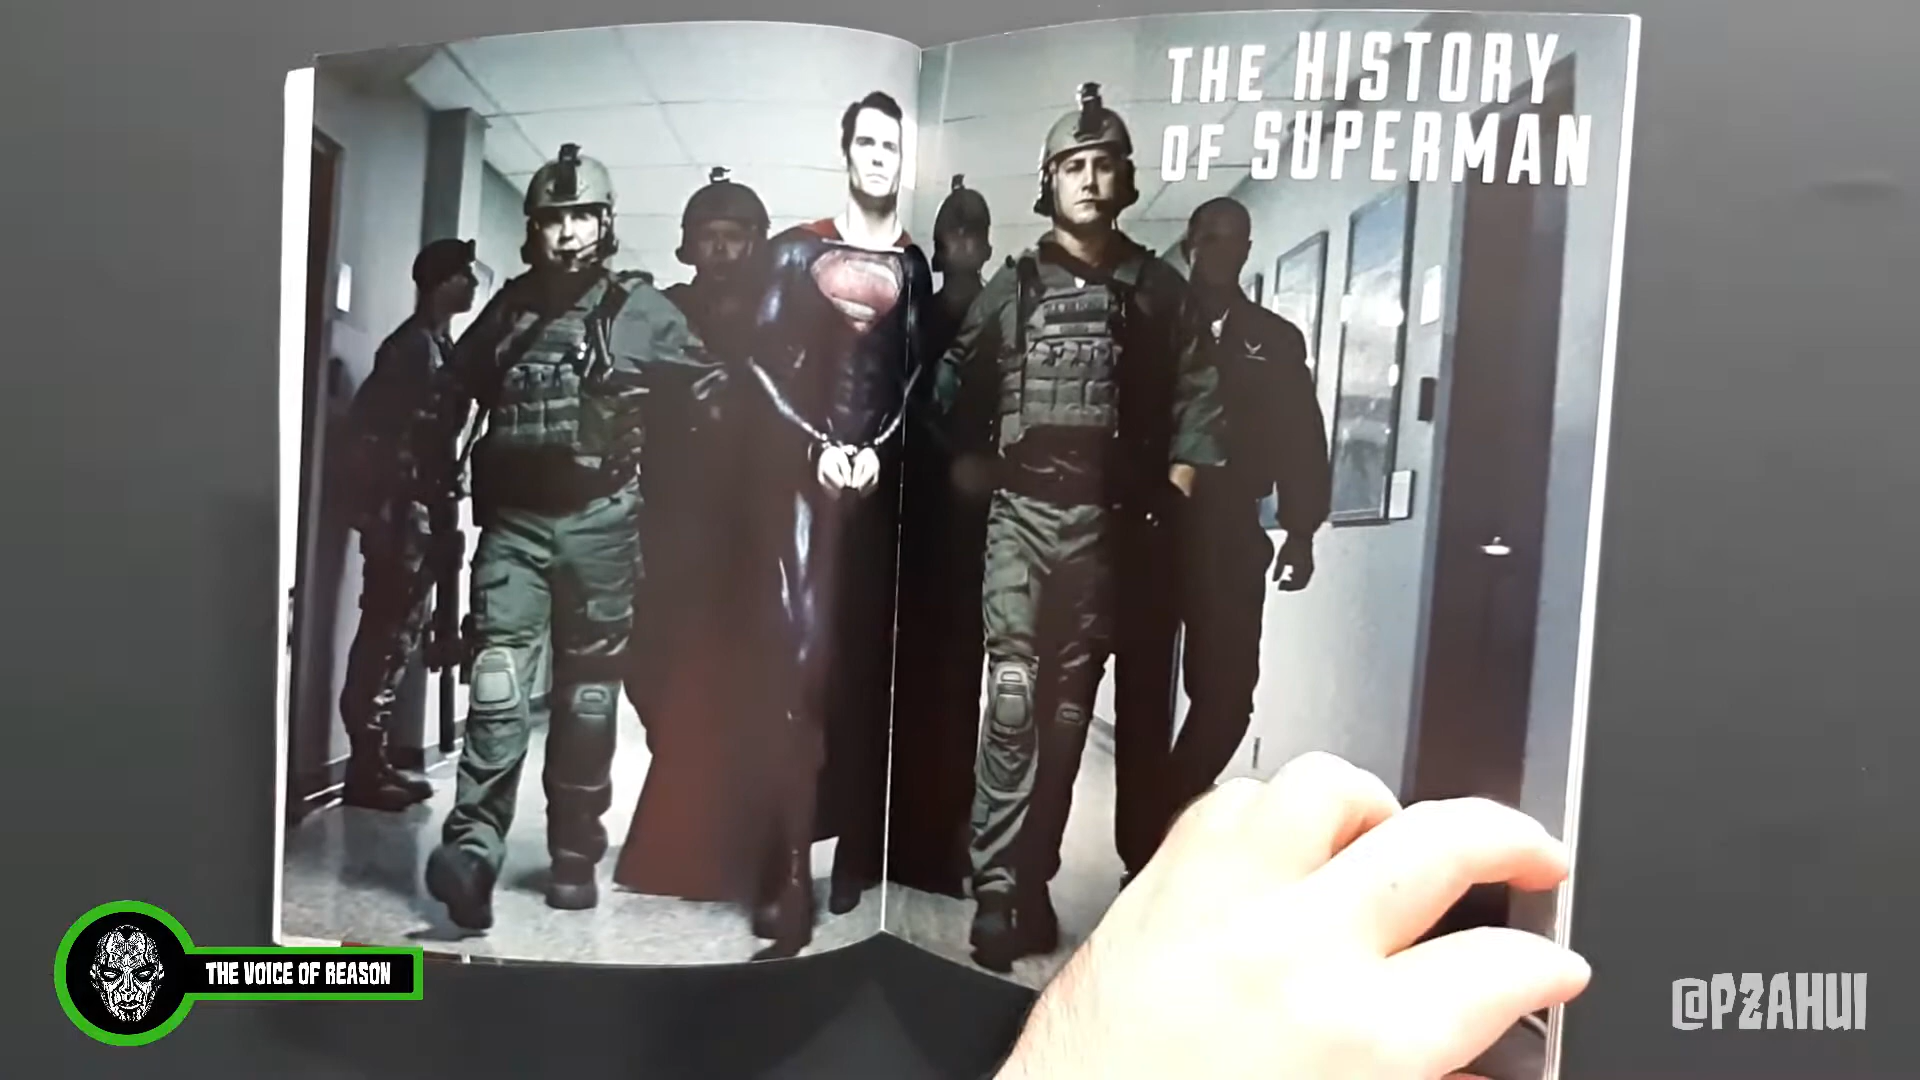 THE HISTORY
OF SUPERMAN
THE VOICE OF REASON
@PZAHUI